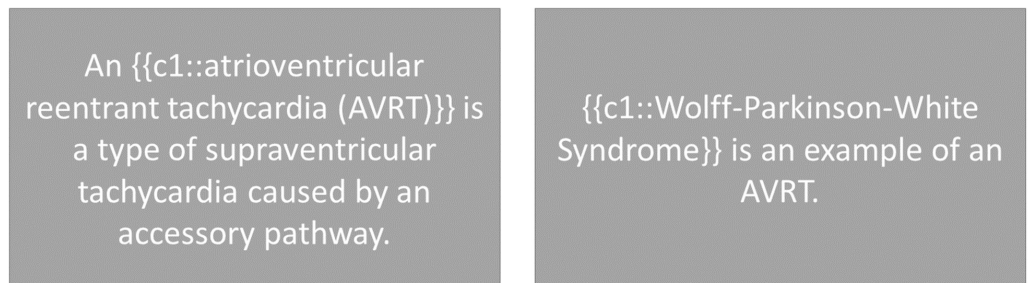 An {{c1::atrioventricular
reentrant tachycardia (AVRT)}} is
a type of supraventricular
tachycardia caused by an
accessory pathway.
{{c1::Wolff-Parkinson-White
Syndrome}} is an example of an
AVRT.